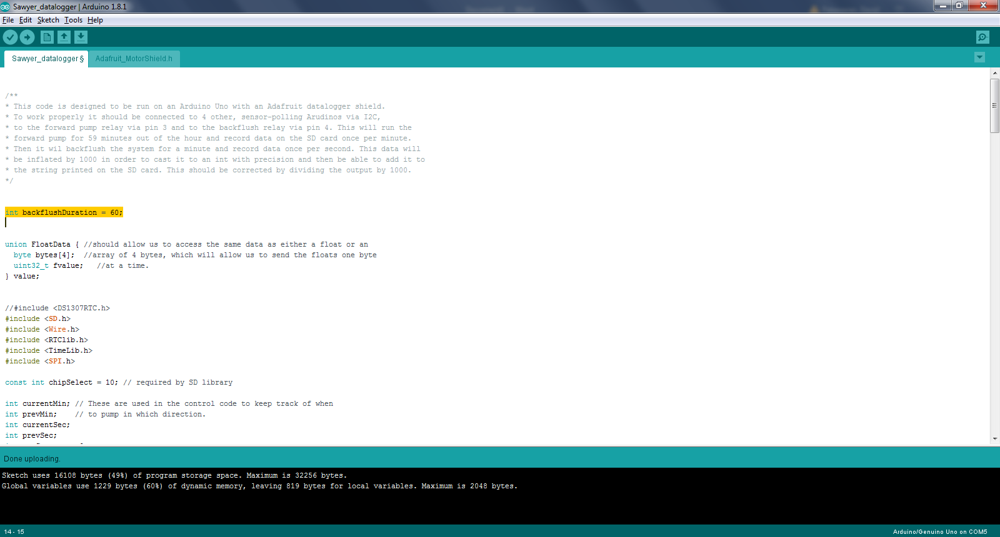 Sawyer_datalogger | Arduino 1.8.1
File Edit Sketch Tools Help
Sawyer_datalogger § Adafruit_MotorShield.h
/**
* This code is designed to be run on an Arduino Uno with an Adafruit datalogger shield.
* To work properly it should be connected to 4 other, sensor-polling Arudinos via I2C,
* to the forward pump relay via pin 3 and to the backflush relay via pin 4. This will run the
* forward pump for 59 minutes out of the hour and record data on the SD card once per minute.
* Then it wil backflush the system for a minute and record data once per second. This data will
* be inflated by 1000 in order to cast it to an int with precision and then be able to add it to
* the string printed on the SD card. This should be corrected by dividing the output by 1000.
*/
int backflushDuration = 60;
union FloatData { //should allow us to access the same data as either a float or an
byte bytes[4];  //array of 4 bytes, which will allow us to send the floats one byte
uint32_t fvalue;   //at a time.
} value;
//#include <DS1307RTC.h>
#include <SD.h>
#include <Wire.h>
#include <RTClib.h>
#include <TimeLib.h>
#include <SPI.h>
const int chipSelect = 10; // required by SD library
int currentMin; // These are used in the control code to keep track of when
int prevMin;    // to pump in which direction.
int currentSec;
int prevSec;
Done uploading.
Sketch uses 16108 bytes (49%) of program storage space. Maximum is 32256 bytes.
Global variables use 1229 bytes (60%) of dynamic memory, leaving 819 bytes for local variables. Maximum is 2048 bytes.
14 - 15
Arduino/Genuino Uno on COM5